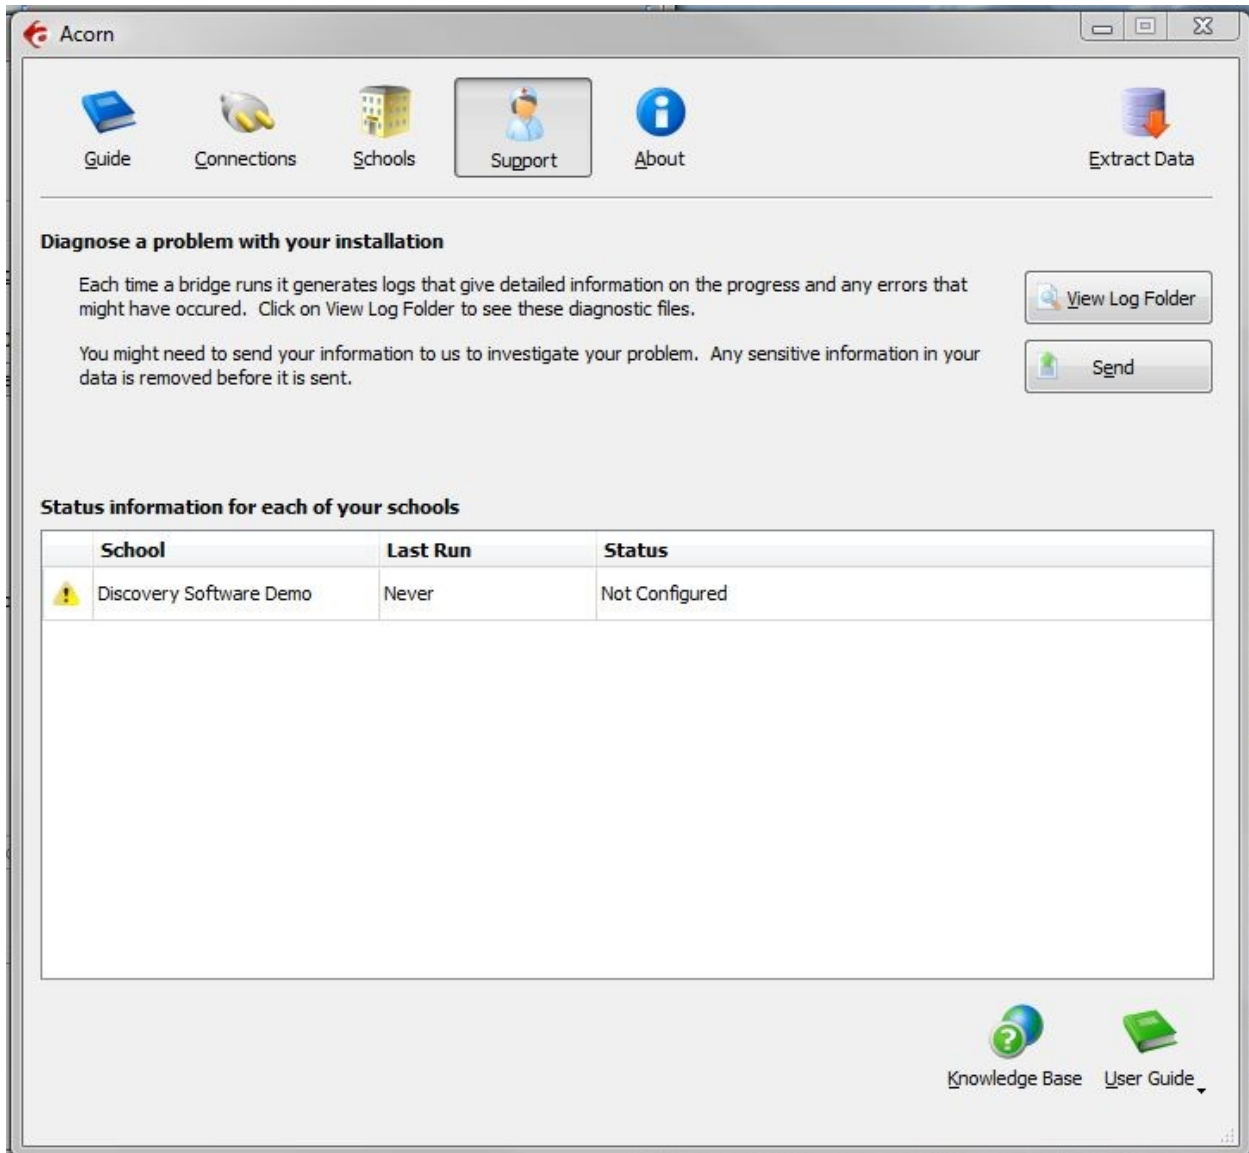 Acorn
Guide Connections Schools Support About Extract Data
Diagnose a problem with your installation
Each time a bridge runs it generates logs that give detailed information on the progress and any errors that
might have occured.  Click on View Log Folder to see these diagnostic files.
View Log Folder
You might need to send your information to us to investigate your problem.  Any sensitive information in your
data is removed before it is sent.
Send
Status information for each of your schools
School Last Run Status
Discovery Software Demo Never Not Configured
Knowledge Base User Guide